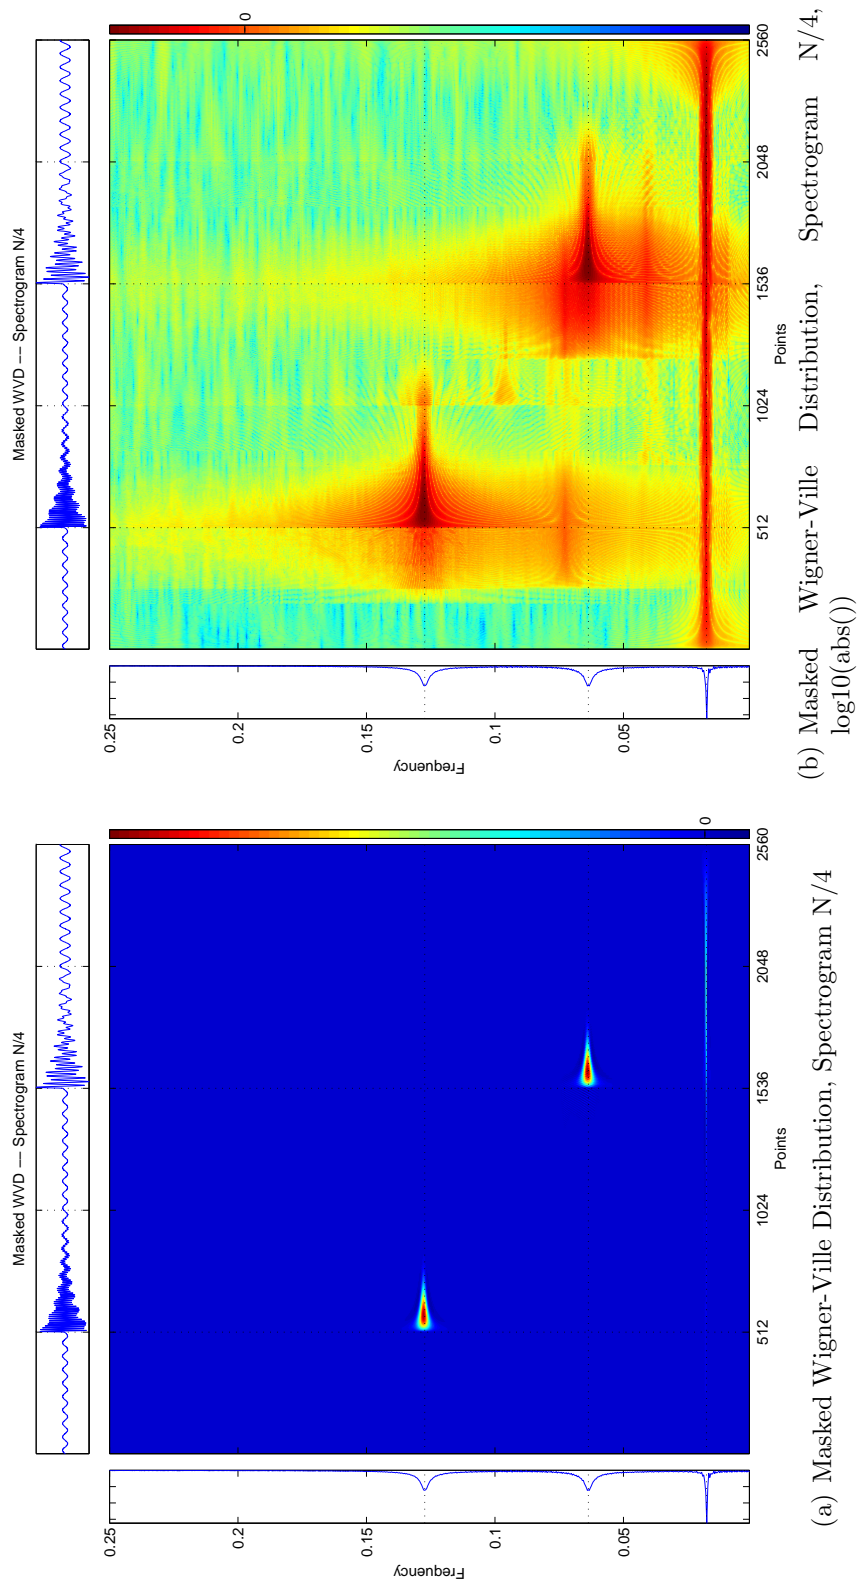 Masked WVD –– Spectrogram N/4
0.25
0.2
0.15
0.1
0.05
Frequency
512
1024
1536
2048
2560
Points
0
(a) Masked Wigner-Ville Distribution, Spectrogram N/4
Masked WVD –– Spectrogram N/4
0.25
0.2
0.15
0.1
0.05
Frequency
512
1024
1536
2048
2560
Points
0
(b) Masked Wigner-Ville Distribution, Spectrogram N/4,
log10(abs())